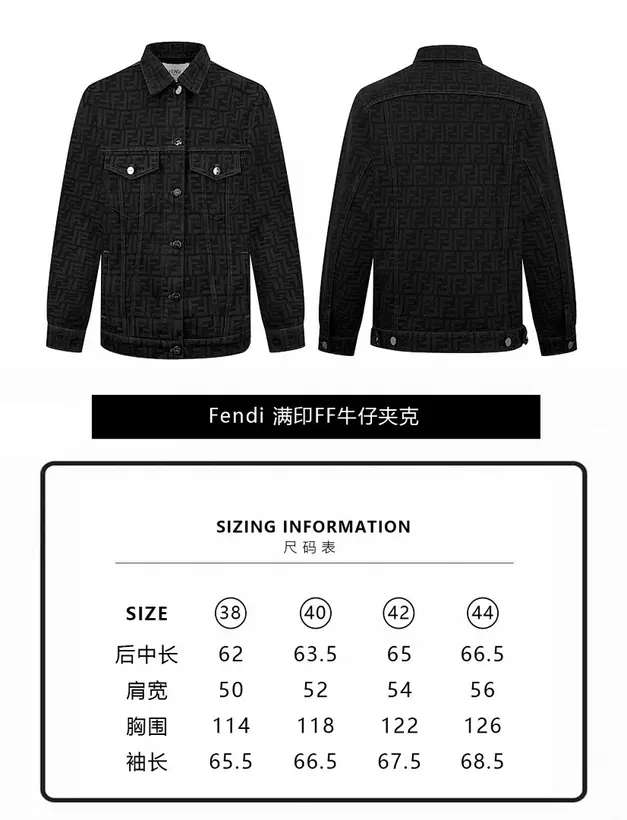 Fendi 满印FF牛仔夹克
SIZING INFORMATION
尺码表
SIZE 38 40 42 44
后中长 62 63.5 65 66.5
肩宽 50 52 54 56
胸围 114 118 122 126
袖长 65.5 66.5 67.5 68.5